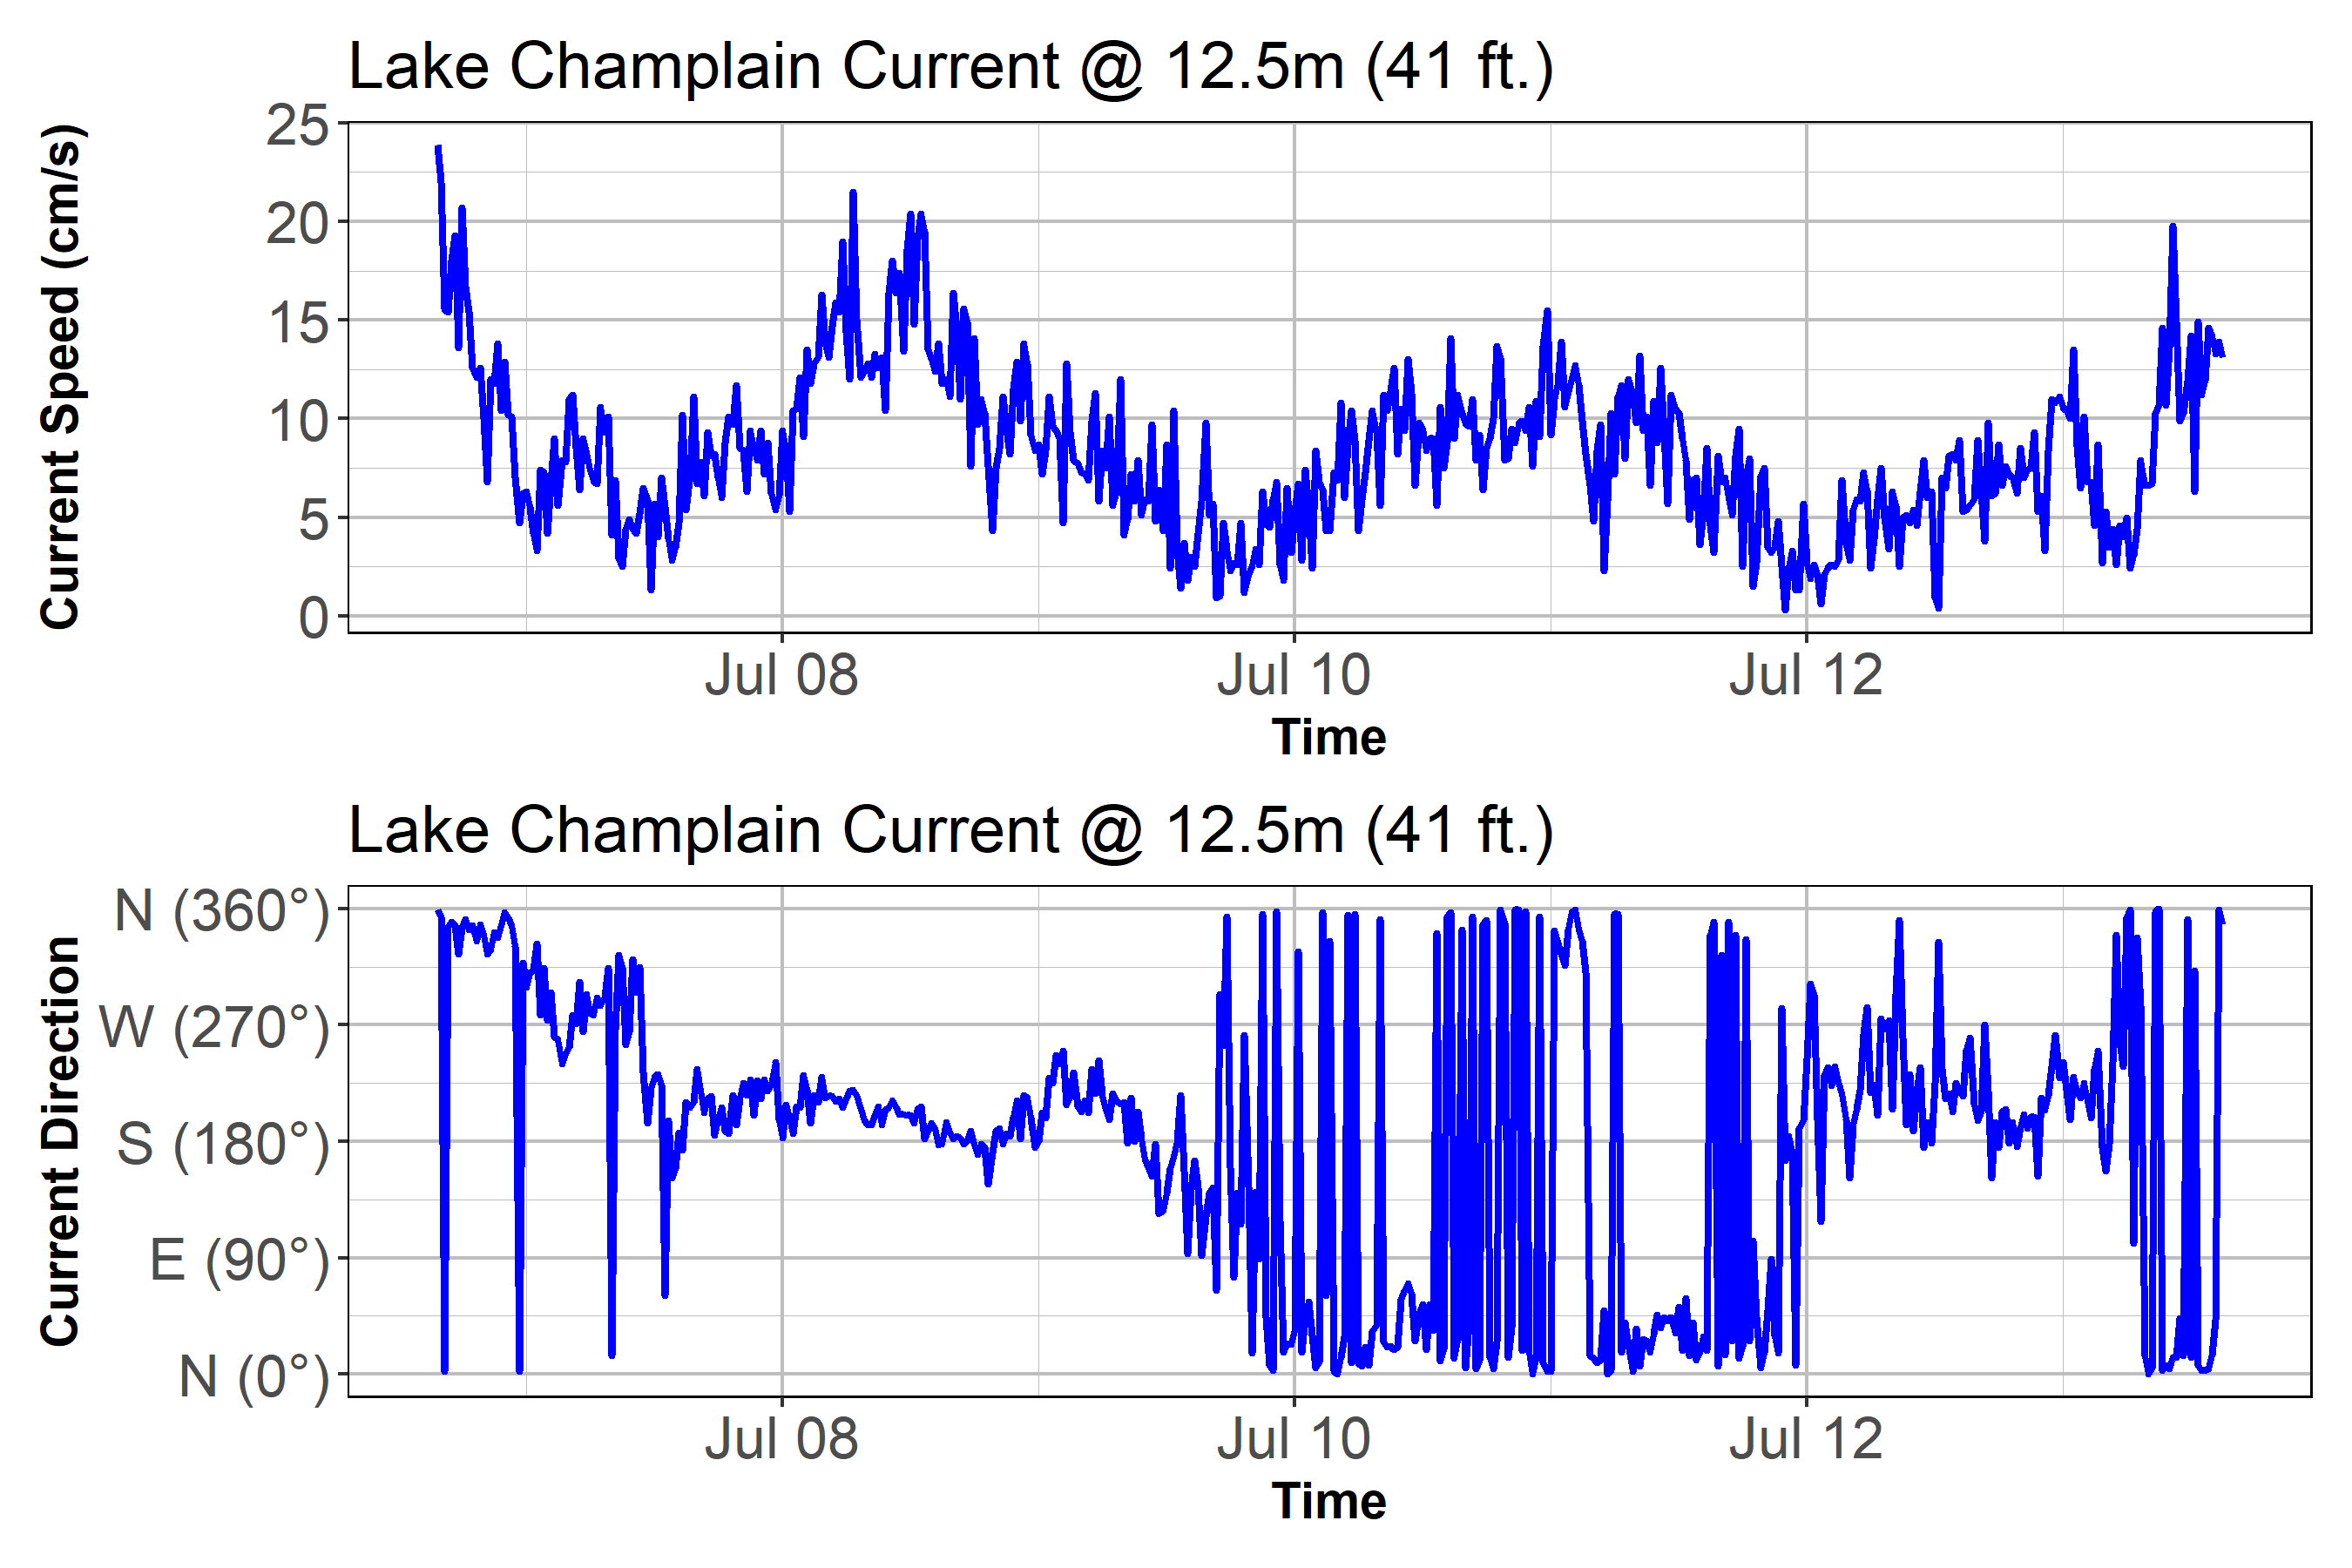 Lake Champlain Current @ 12.5m (41 ft.)
Current Speed (cm/s)
25
20
15
10
5
0
Jul 08 Jul 10 Jul 12
Time
Lake Champlain Current @ 12.5m (41 ft.)
Current Direction
N (360°)
W (270°)
S (180°)
E (90°)
N (0°)
Jul 08 Jul 10 Jul 12
Time